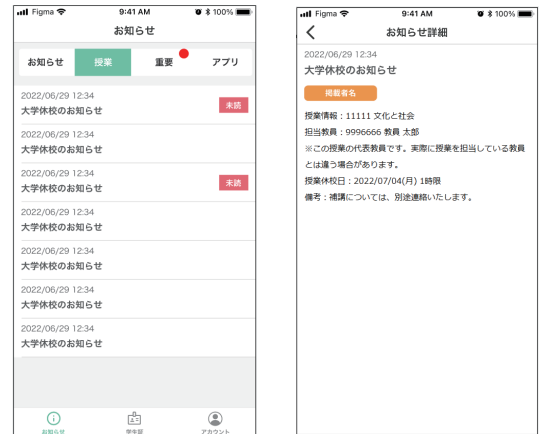 Figma 9:41 AM 100%
お知らせ
お知らせ 授業 重要 アプリ
2022/06/29 12:34
大学休校のお知らせ
未読
2022/06/29 12:34
大学休校のお知らせ
2022/06/29 12:34
大学休校のお知らせ
未読
2022/06/29 12:34
大学休校のお知らせ
2022/06/29 12:34
大学休校のお知らせ
2022/06/29 12:34
大学休校のお知らせ
2022/06/29 12:34
大学休校のお知らせ
お知らせ 学生証 アカウント
Figma 9:41 AM 100%
お知らせ詳細
2022/06/29 12:34
大学休校のお知らせ
掲載者名
授業情報：11111 文化と社会
担当教員：9996666 教員 太郎
※この授業の代表教員です。実際に授業を担当している教員
とは違う場合があります。
授業休校日：2022/07/04(月) 1時限
備考：補講については、別途連絡いたします。